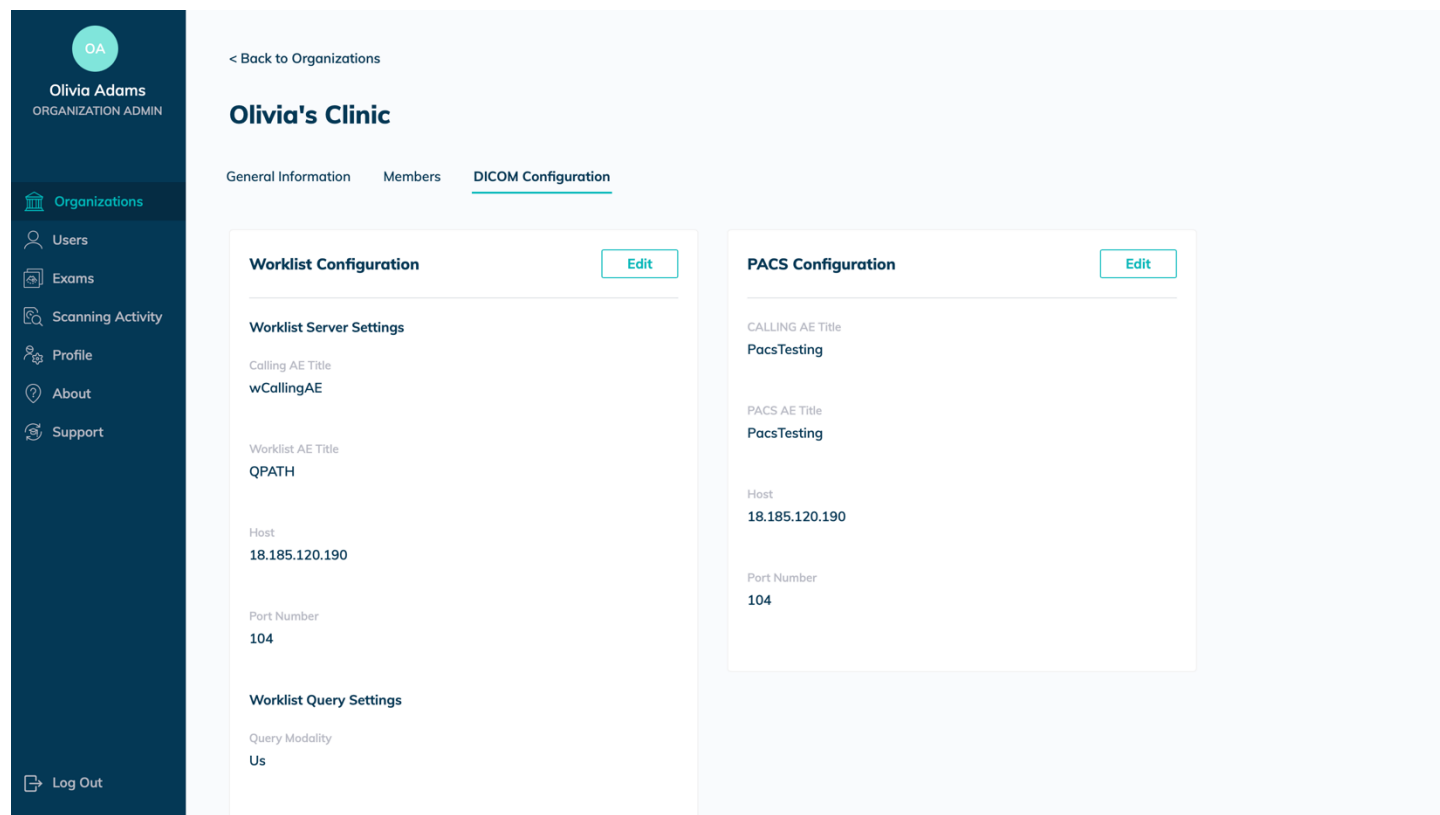 OA
Olivia Adams
ORGANIZATION ADMIN
Organizations
Users
Exams
Scanning Activity
Profile
About
Support
Log Out
< Back to Organizations
Olivia's Clinic
General Information Members DICOM Configuration
Worklist Configuration Edit
Worklist Server Settings
Calling AE Title
wCallingAE
Worklist AE Title
QPATH
Host
18.185.120.190
Port Number
104
Worklist Query Settings
Query Modality
Us
PACS Configuration Edit
CALLING AE Title
PacsTesting
PACS AE Title
PacsTesting
Host
18.185.120.190
Port Number
104